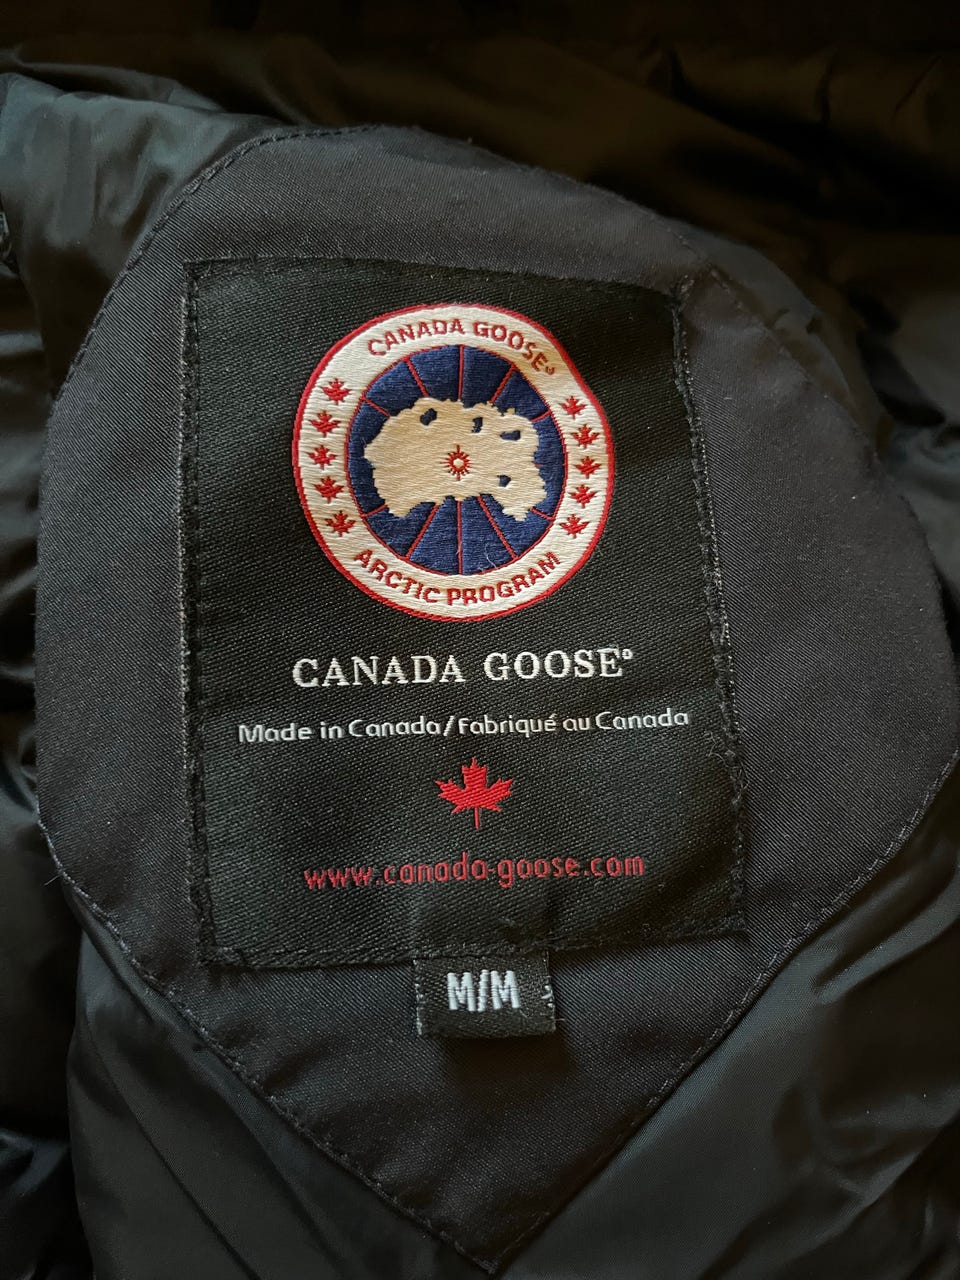 CANADA GOOSE®
ARCTIC PROGRAM
CANADA GOOSE®
Made in Canada/Fabriqué au Canada
www.canada-goose.com
M/M